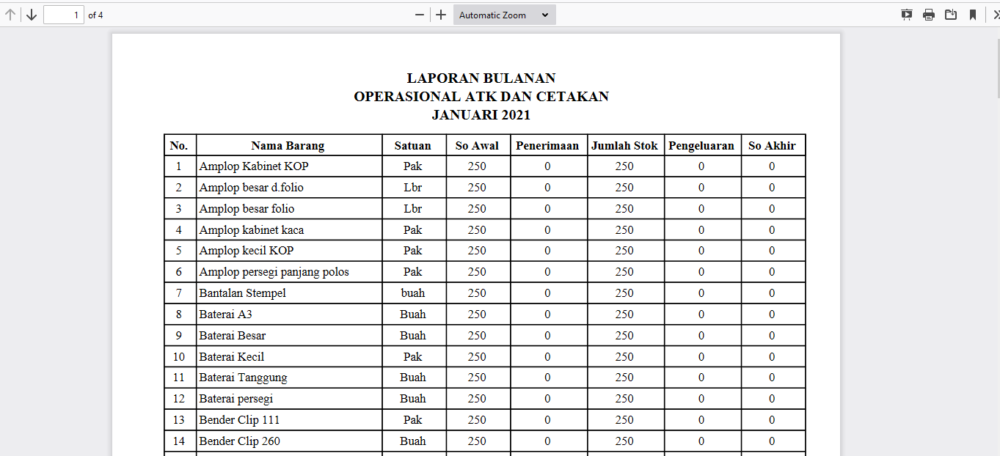 1 of 4 Automatic Zoom
LAPORAN BULANAN
OPERASIONAL ATK DAN CETAKAN
JANUARI 2021
No. Nama Barang Satuan So Awal Penerimaan Jumlah Stok Pengeluaran So Akhir
1 Amplop Kabinet KOP Pak 250 0 250 0 0
2 Amplop besar d.folio Lbr 250 0 250 0 0
3 Amplop besar folio Lbr 250 0 250 0 0
4 Amplop kabinet kaca Pak 250 0 250 0 0
5 Amplop kecil KOP Pak 250 0 250 0 0
6 Amplop persegi panjang polos Pak 250 0 250 0 0
7 Bantalan Stempel buah 250 0 250 0 0
8 Baterai A3 Buah 250 0 250 0 0
9 Baterai Besar Buah 250 0 250 0 0
10 Baterai Kecil Pak 250 0 250 0 0
11 Baterai Tanggung Buah 250 0 250 0 0
12 Baterai persegi Buah 250 0 250 0 0
13 Bender Clip 111 Pak 250 0 250 0 0
14 Bender Clip 260 Buah 250 0 250 0 0